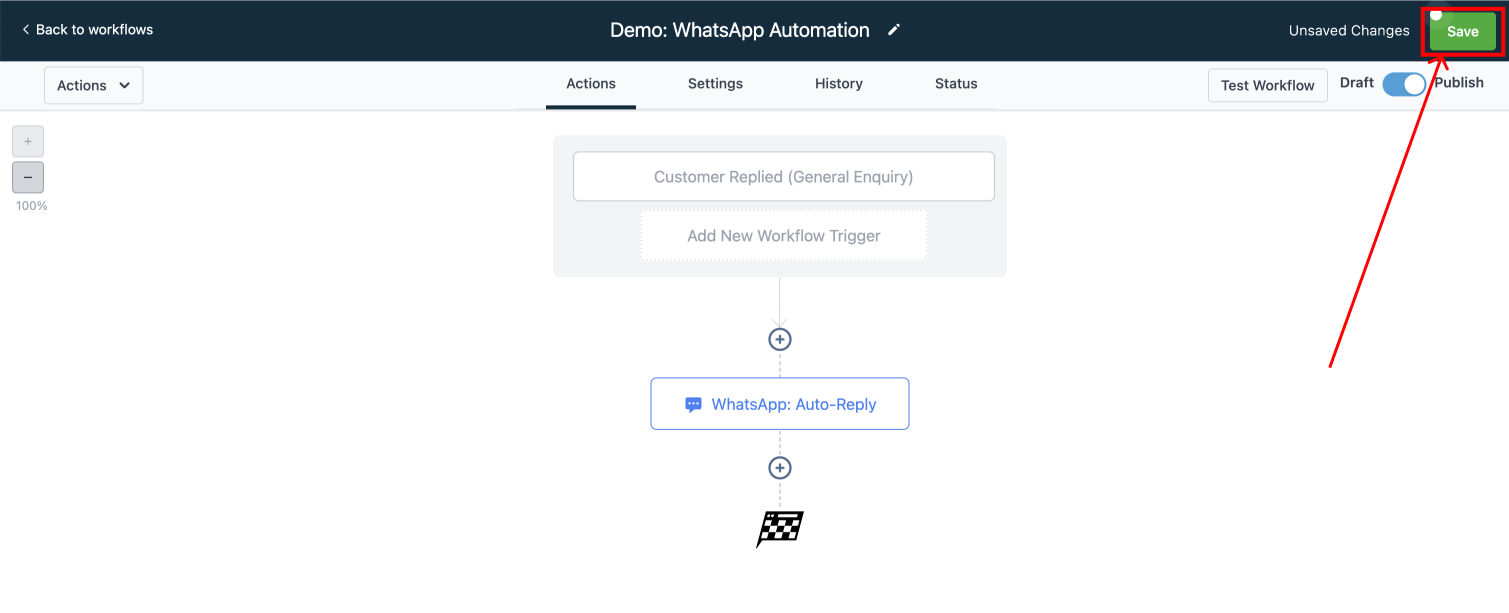 Back to workflows
Demo: WhatsApp Automation
Unsaved Changes
Save
Actions
Actions
Settings
History
Status
Test Workflow
Draft
Publish
+
−
100%
Customer Replied (General Enquiry)
Add New Workflow Trigger
WhatsApp: Auto-Reply